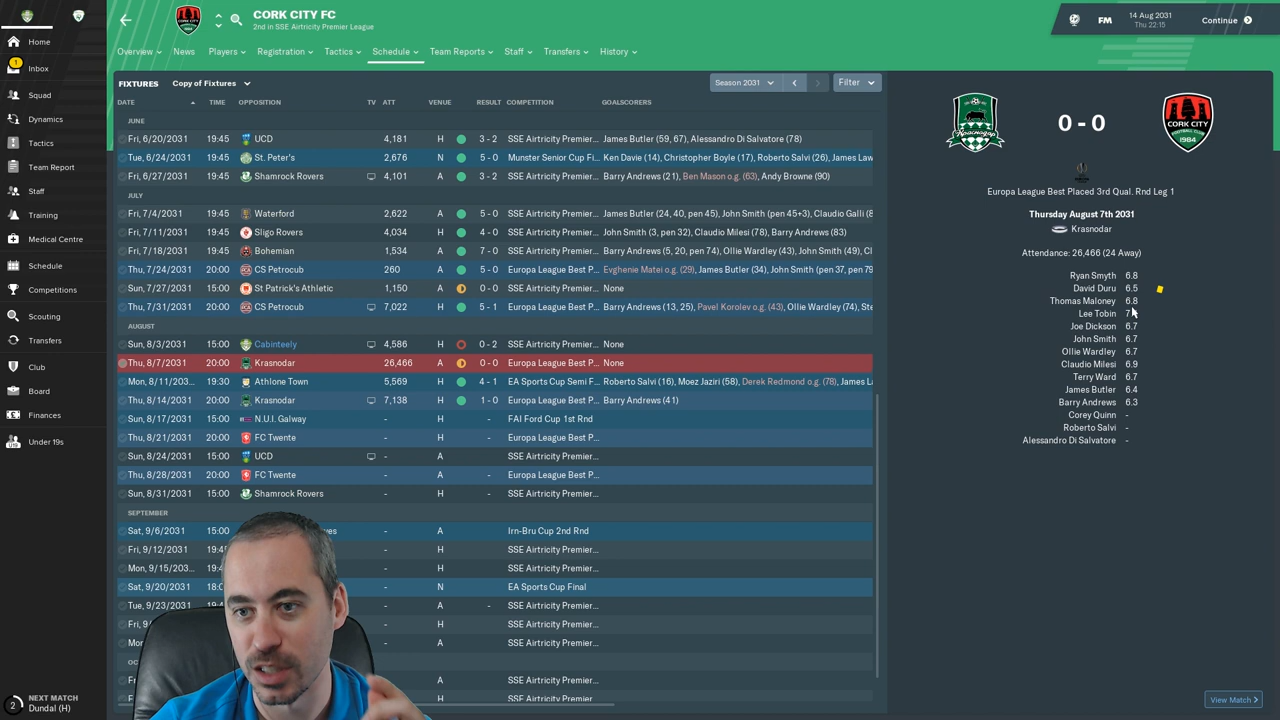 CORK CITY FC
2nd in SSE Airtricity Premier League
FM
14 Aug 2031
Thu 22:15
Continue
Overview
News
Players
Registration
Tactics
Schedule
Team Reports
Staff
Transfers
History
Home
1
Inbox
Squad
Dynamics
Tactics
Team Report
Staff
Training
Medical Centre
Schedule
Competitions
Scouting
Transfers
Club
Board
Finances
Under 19s
2
NEXT MATCH
Dundal (H)
FIXTURES
Copy of Fixtures
Season 2031
Filter
DATE TIME OPPOSITION TV ATT VENUE RESULT COMPETITION GOALSCORERS
JUNE
Fri, 6/20/2031 19:45 UCD 4,181 H 3 - 2 SSE Airtricity Premier... James Butler (59, 67), Alessandro Di Salvatore (78)
Tue, 6/24/2031 19:45 St. Peter's 2,676 N 5 - 0 Munster Senior Cup Fi... Ken Davie (14), Christopher Boyle (17), Roberto Salvi (26), James Law
Fri, 6/27/2031 19:45 Shamrock Rovers 4,101 A 3 - 2 SSE Airtricity Premier... Barry Andrews (21), Ben Mason o.g. (63), Andy Browne (90)
JULY
Fri, 7/4/2031 19:45 Waterford 2,622 A 5 - 0 SSE Airtricity Premier... James Butler (24, 40, pen 45), John Smith (pen 45+3), Claudio Galli (8
Fri, 7/11/2031 19:45 Sligo Rovers 4,034 H 4 - 0 SSE Airtricity Premier... John Smith (3, pen 32), Claudio Milesi (78), Barry Andrews (83)
Fri, 7/18/2031 19:45 Bohemian 1,534 A 7 - 0 SSE Airtricity Premier... Barry Andrews (5, 20, pen 74), Ollie Wardley (43), John Smith (49), Cl
Thu, 7/24/2031 20:00 CS Petrocub 260 A 5 - 0 Europa League Best P... Evghenie Matei o.g. (29), James Butler (34), John Smith (pen 37, pen 79
Sun, 7/27/2031 15:00 St Patrick's Athletic 1,150 A 0 - 0 SSE Airtricity Premier... None
Thu, 7/31/2031 20:00 CS Petrocub 7,022 H 5 - 1 Europa League Best P... Barry Andrews (13, 25), Pavel Korolev o.g. (43), Ollie Wardley (74), Ste
AUGUST
Sun, 8/3/2031 15:00 Cabinteely 4,586 H 0 - 2 SSE Airtricity Premier... None
Thu, 8/7/2031 20:00 Krasnodar 26,466 A 0 - 0 Europa League Best P... None
Mon, 8/11/203... 19:30 Athlone Town 5,569 H 4 - 1 EA Sports Cup Semi F... Roberto Salvi (16), Moez Jaziri (58), Derek Redmond o.g. (78), James L
Thu, 8/14/2031 20:00 Krasnodar 7,138 H 1 - 0 Europa League Best P... Barry Andrews (41)
Sun, 8/17/2031 15:00 N.U.I. Galway - H - FAI Ford Cup 1st Rnd
Thu, 8/21/2031 20:00 FC Twente - H - Europa League Best P...
Sun, 8/24/2031 15:00 UCD - A - SSE Airtricity Premier...
Thu, 8/28/2031 20:00 FC Twente - A - Europa League Best P...
Sun, 8/31/2031 15:00 Shamrock Rovers - H - SSE Airtricity Premier...
SEPTEMBER
Sat, 9/6/2031 15:00 ves - A - Irn-Bru Cup 2nd Rnd
Fri, 9/12/2031 19:4 - H - SSE Airtricity Premier...
Mon, 9/15/203... 19:4 - H - SSE Airtricity Premier...
Sat, 9/20/2031 18:0 - N - EA Sports Cup Final
Tue, 9/23/2031 - A - SSE Airtricity Premier...
Fri, 9/ - H - SSE Airtricity Premier...
Mon - A - SSE Airtricity Premier...
OC
Fr A - SSE Airtricity Premier...
F H - SSE Airtricity Premier...
0 - 0
Europa League Best Placed 3rd Qual. Rnd Leg 1
Thursday August 7th 2031
Krasnodar
Attendance: 26,466 (24 Away)
Ryan Smyth 6.8
David Duru 6.5
Thomas Maloney 6.8
Lee Tobin 7
Joe Dickson 6.7
John Smith 6.7
Ollie Wardley 6.7
Claudio Milesi 6.9
Terry Ward 6.7
James Butler 6.4
Barry Andrews 6.3
Corey Quinn -
Roberto Salvi -
Alessandro Di Salvatore -
View Match
CORK CITY
FOOTBALL CLUB
1984